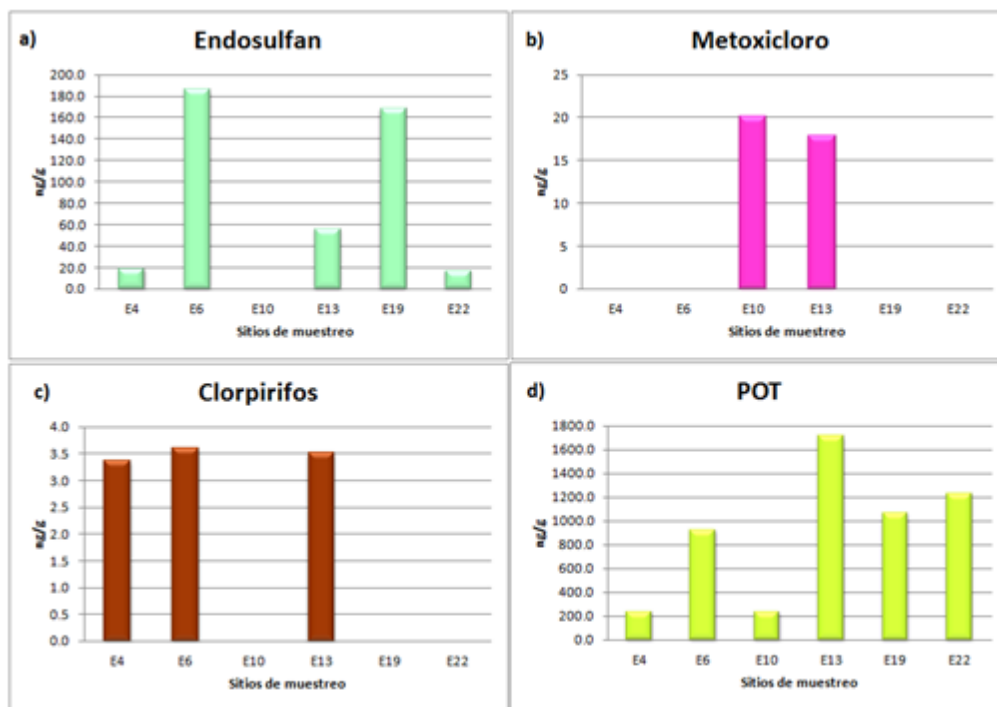 a)
Endosulfan
200.0
180.0
160.0
140.0
120.0
100.0
80.0
60.0
40.0
20.0
0.0
ng/g
E4 E6 E10 E13 E19 E22
Sitios de muestreo
b)
Metoxicloro
25
20
15
10
5
0
ng/g
E4 E6 E10 E13 E19 E22
Sitios de muestreo
c)
Clorpirifos
4.0
3.5
3.0
2.5
2.0
1.5
1.0
0.5
0.0
ng/g
E4 E6 E10 E13 E19 E22
Sitios de muestreo
d)
POT
1800.0
1600.0
1400.0
1200.0
1000.0
800.0
600.0
400.0
200.0
0.0
ng/g
E4 E6 E10 E13 E19 E22
Sitios de muestreo